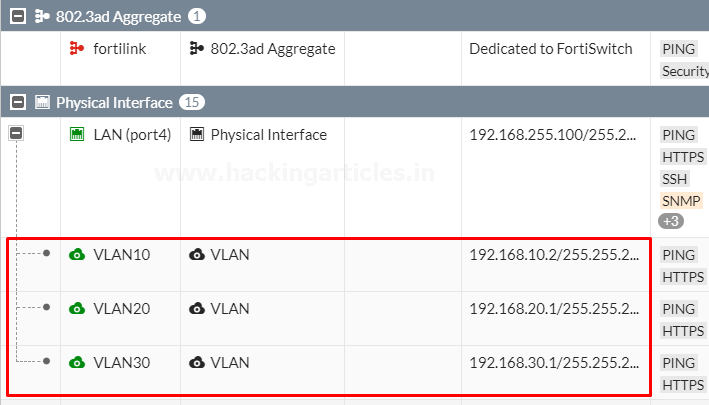 802.3ad Aggregate 1
fortilink 802.3ad Aggregate Dedicated to FortiSwitch PING
Security
Physical Interface 15
LAN (port4) Physical Interface 192.168.255.100/255.2... PING
HTTPS
www.hackingarticles.in
SSH
SNMP
+3
VLAN10 VLAN 192.168.10.2/255.255.2... PING
HTTPS
VLAN20 VLAN 192.168.20.1/255.255.2... PING
HTTPS
VLAN30 VLAN 192.168.30.1/255.255.2... PING
HTTPS